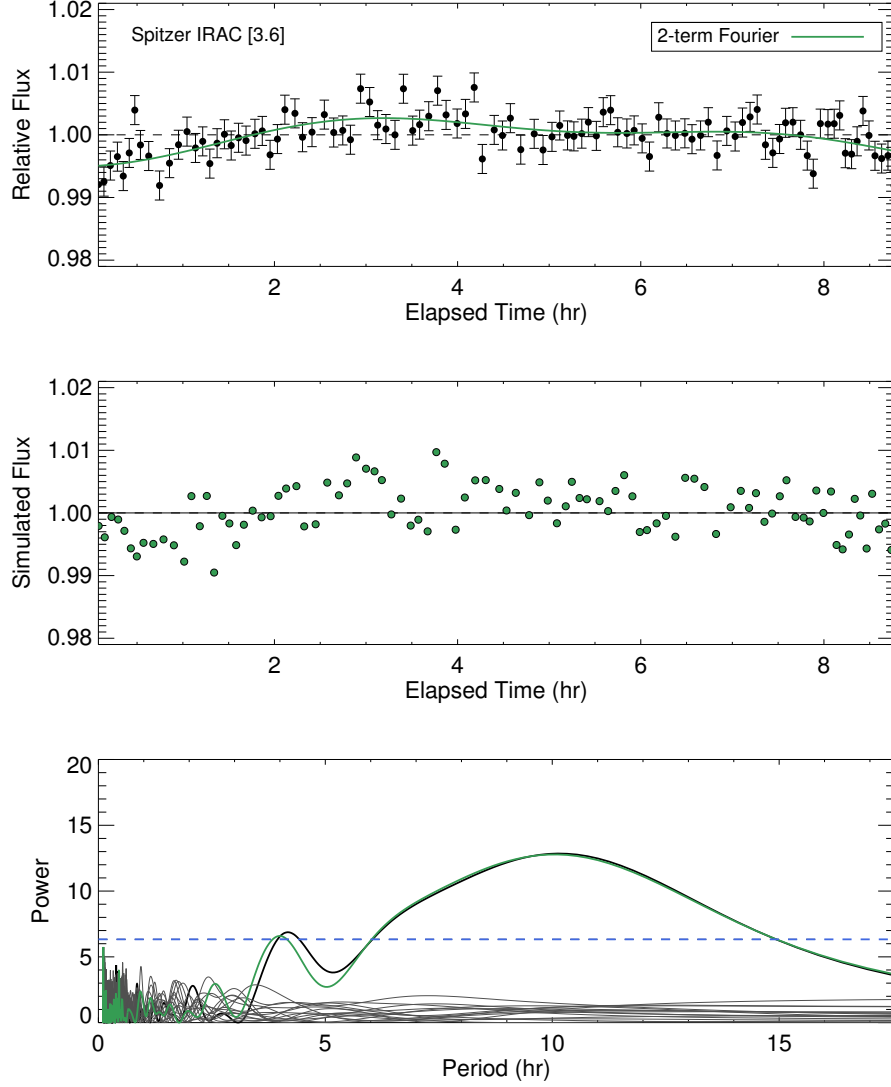 1.02
Spitzer IRAC [3.6]
2-term Fourier
1.01
1.00
0.99
0.98
Relative Flux
2 4 6 8
Elapsed Time (hr)
1.02
1.01
1.00
0.99
0.98
Simulated Flux
2 4 6 8
Elapsed Time (hr)
20
15
10
5
0
Power
0 5 10 15
Period (hr)